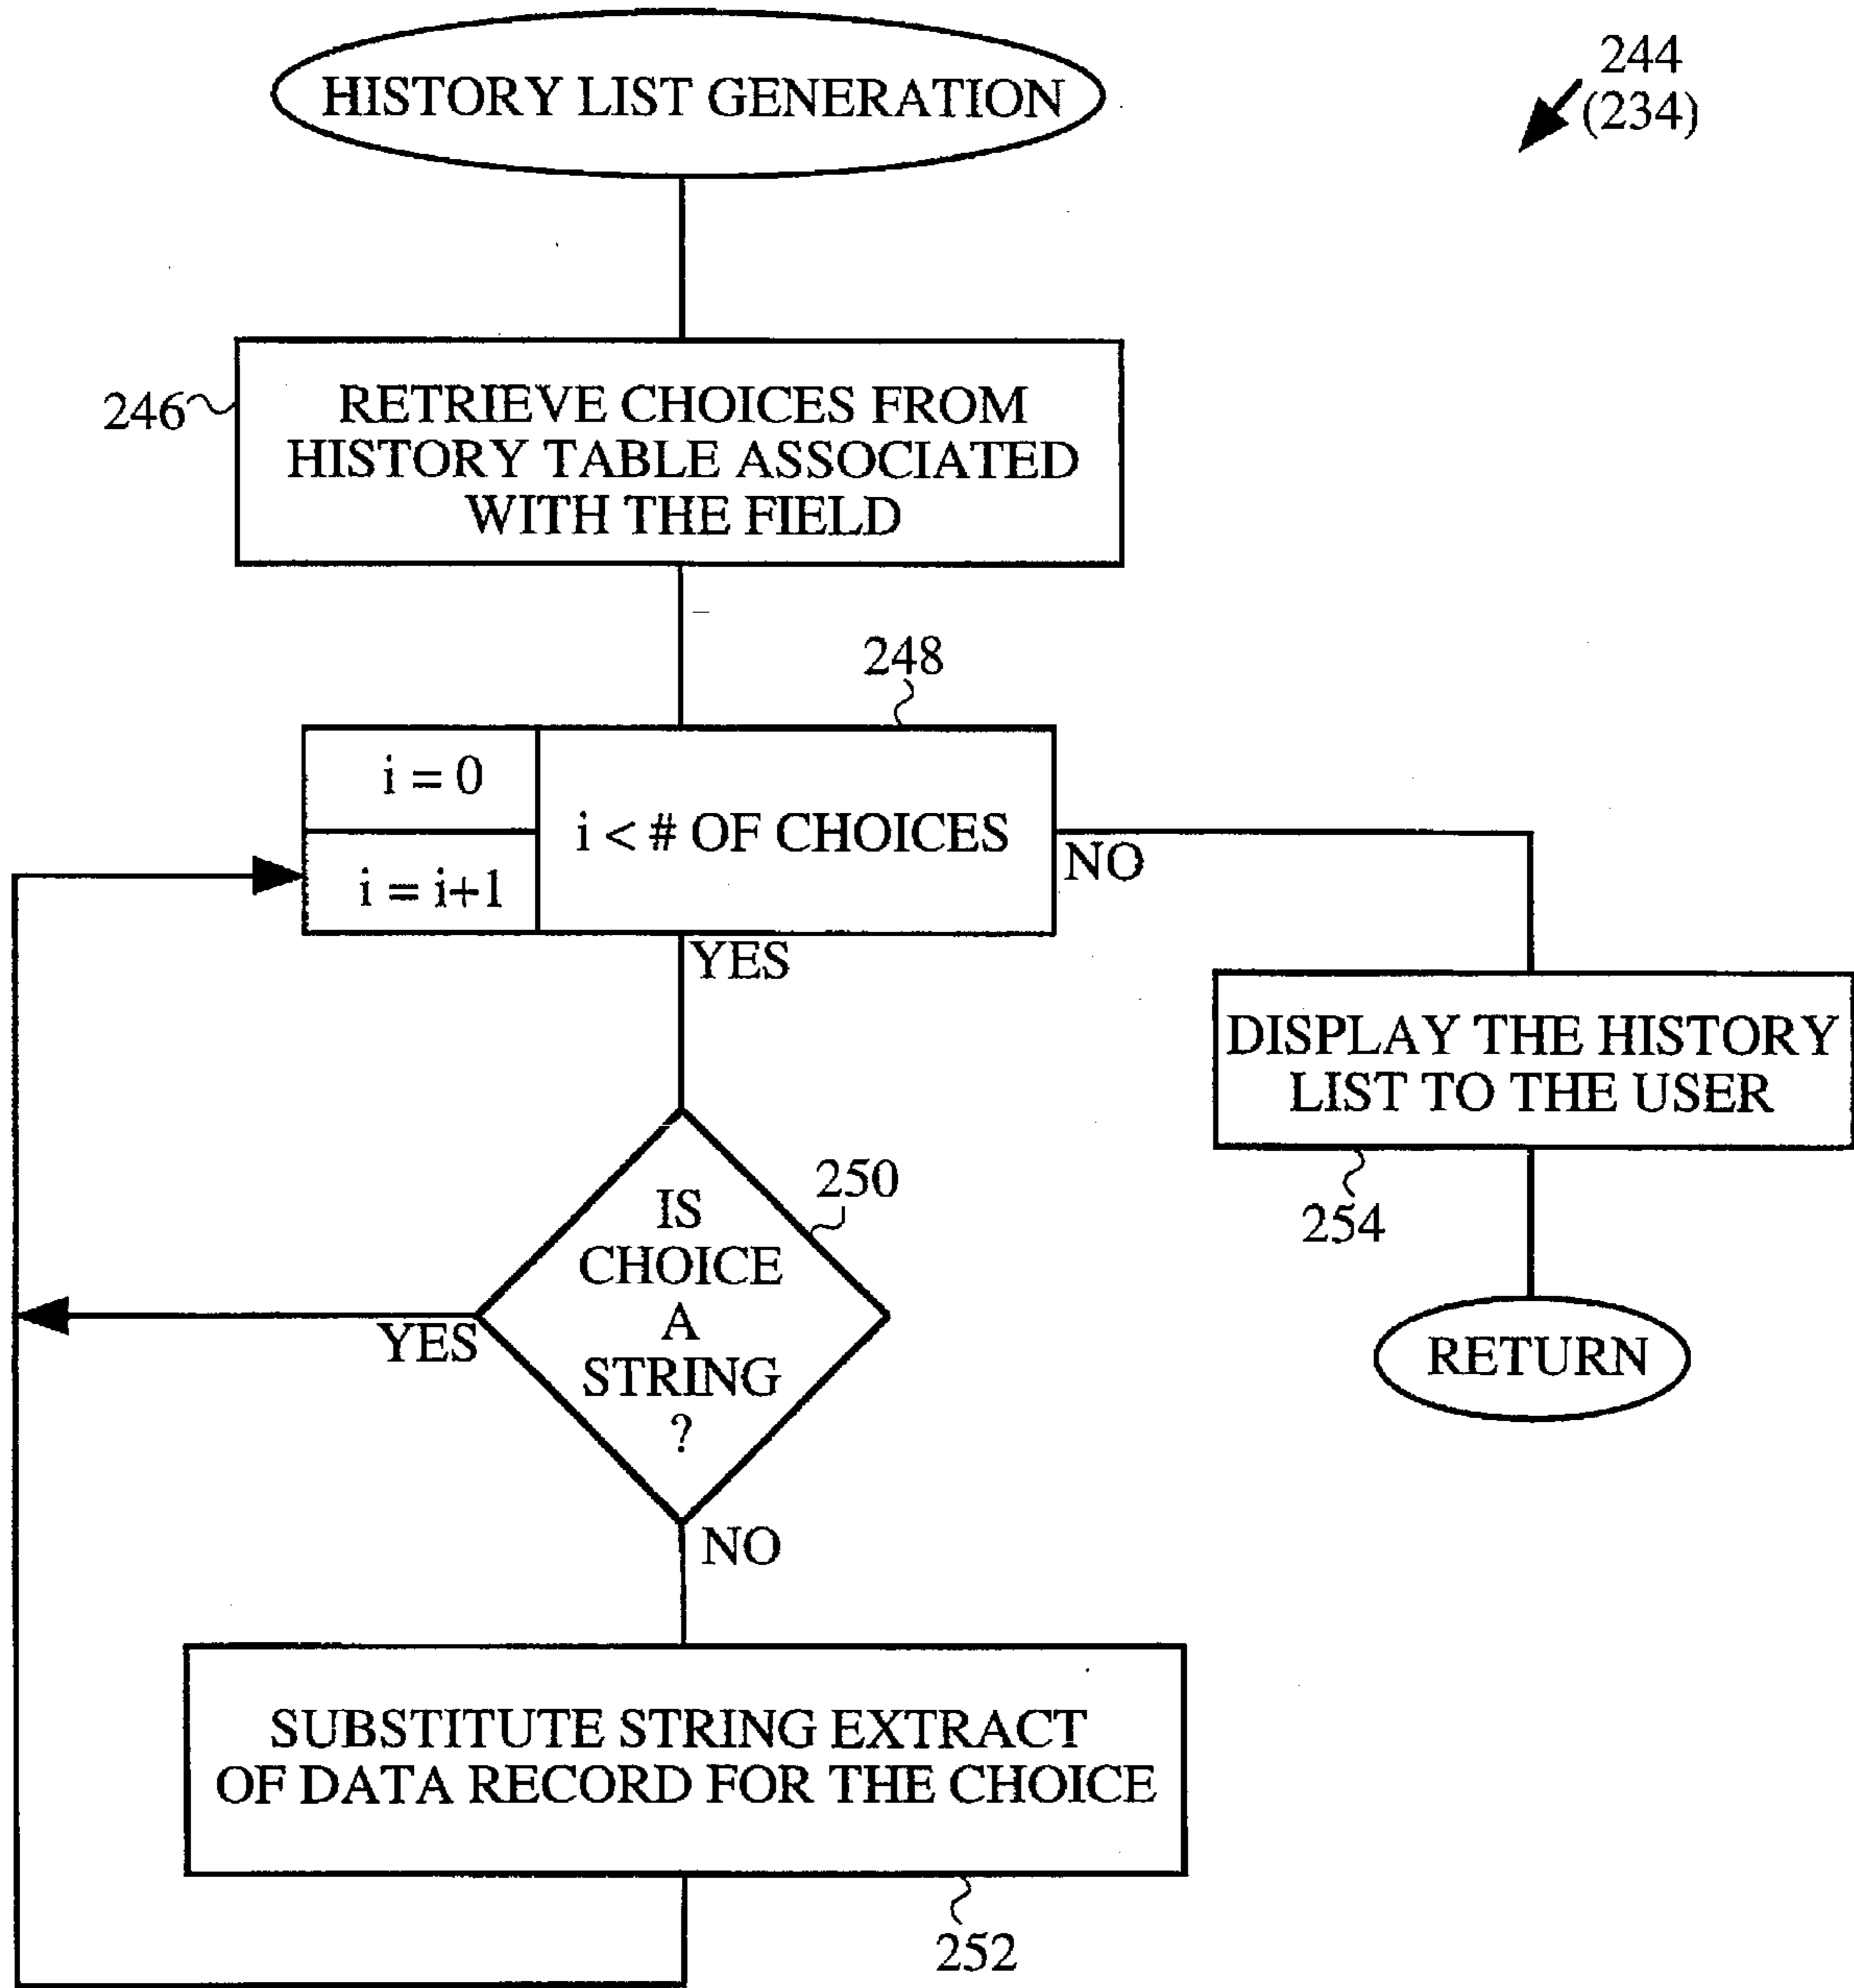 HISTORY LIST GENERATION
244
(234)
246
RETRIEVE CHOICES FROM
HISTORY TABLE ASSOCIATED
WITH THE FIELD
248
i = 0
i = i+1
i < # OF CHOICES
NO
YES
DISPLAY THE HISTORY
LIST TO THE USER
254
RETURN
250
IS
CHOICE
A
STRING
?
YES
NO
SUBSTITUTE STRING EXTRACT
OF DATA RECORD FOR THE CHOICE
252